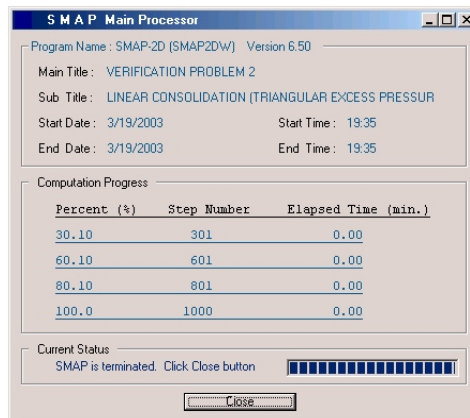 S M A P Main Processor
Program Name : SMAP-2D (SMAP2DW) Version 6.50
Main Title : VERIFICATION PROBLEM 2
Sub Title : LINEAR CONSOLIDATION (TRIANGULAR EXCESS PRESSUR
Start Date : 3/19/2003 Start Time : 19:35
End Date : 3/19/2003 End Time : 19:35
Computation Progress
Percent (%) Step Number Elapsed Time (min.)
30.10 301 0.00
60.10 601 0.00
80.10 801 0.00
100.0 1000 0.00
Current Status
SMAP is terminated. Click Close button
Close